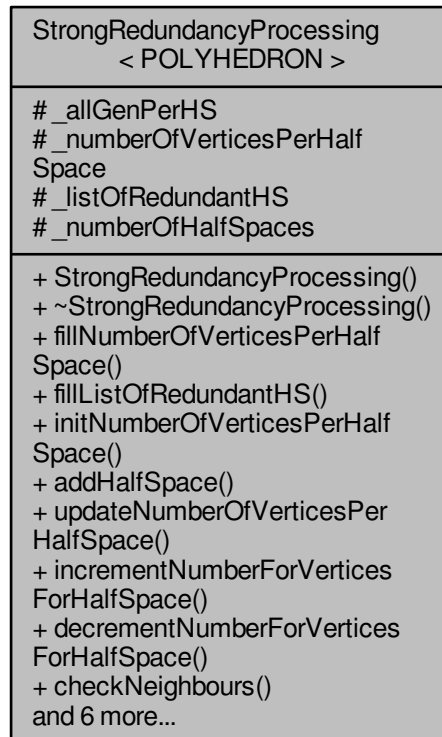 StrongRedundancyProcessing
< POLYHEDRON >
# _allGenPerHS
# _numberOfVerticesPerHalf
Space
# _listOfRedundantHS
# _numberOfHalfSpaces
+ StrongRedundancyProcessing()
+ ~StrongRedundancyProcessing()
+ fillNumberOfVerticesPerHalf
Space()
+ fillListOfRedundantHS()
+ initNumberOfVerticesPerHalf
Space()
+ addHalfSpace()
+ updateNumberOfVerticesPer
HalfSpace()
+ incrementNumberForVertices
ForHalfSpace()
+ decrementNumberForVertices
ForHalfSpace()
+ checkNeighbours()
and 6 more...